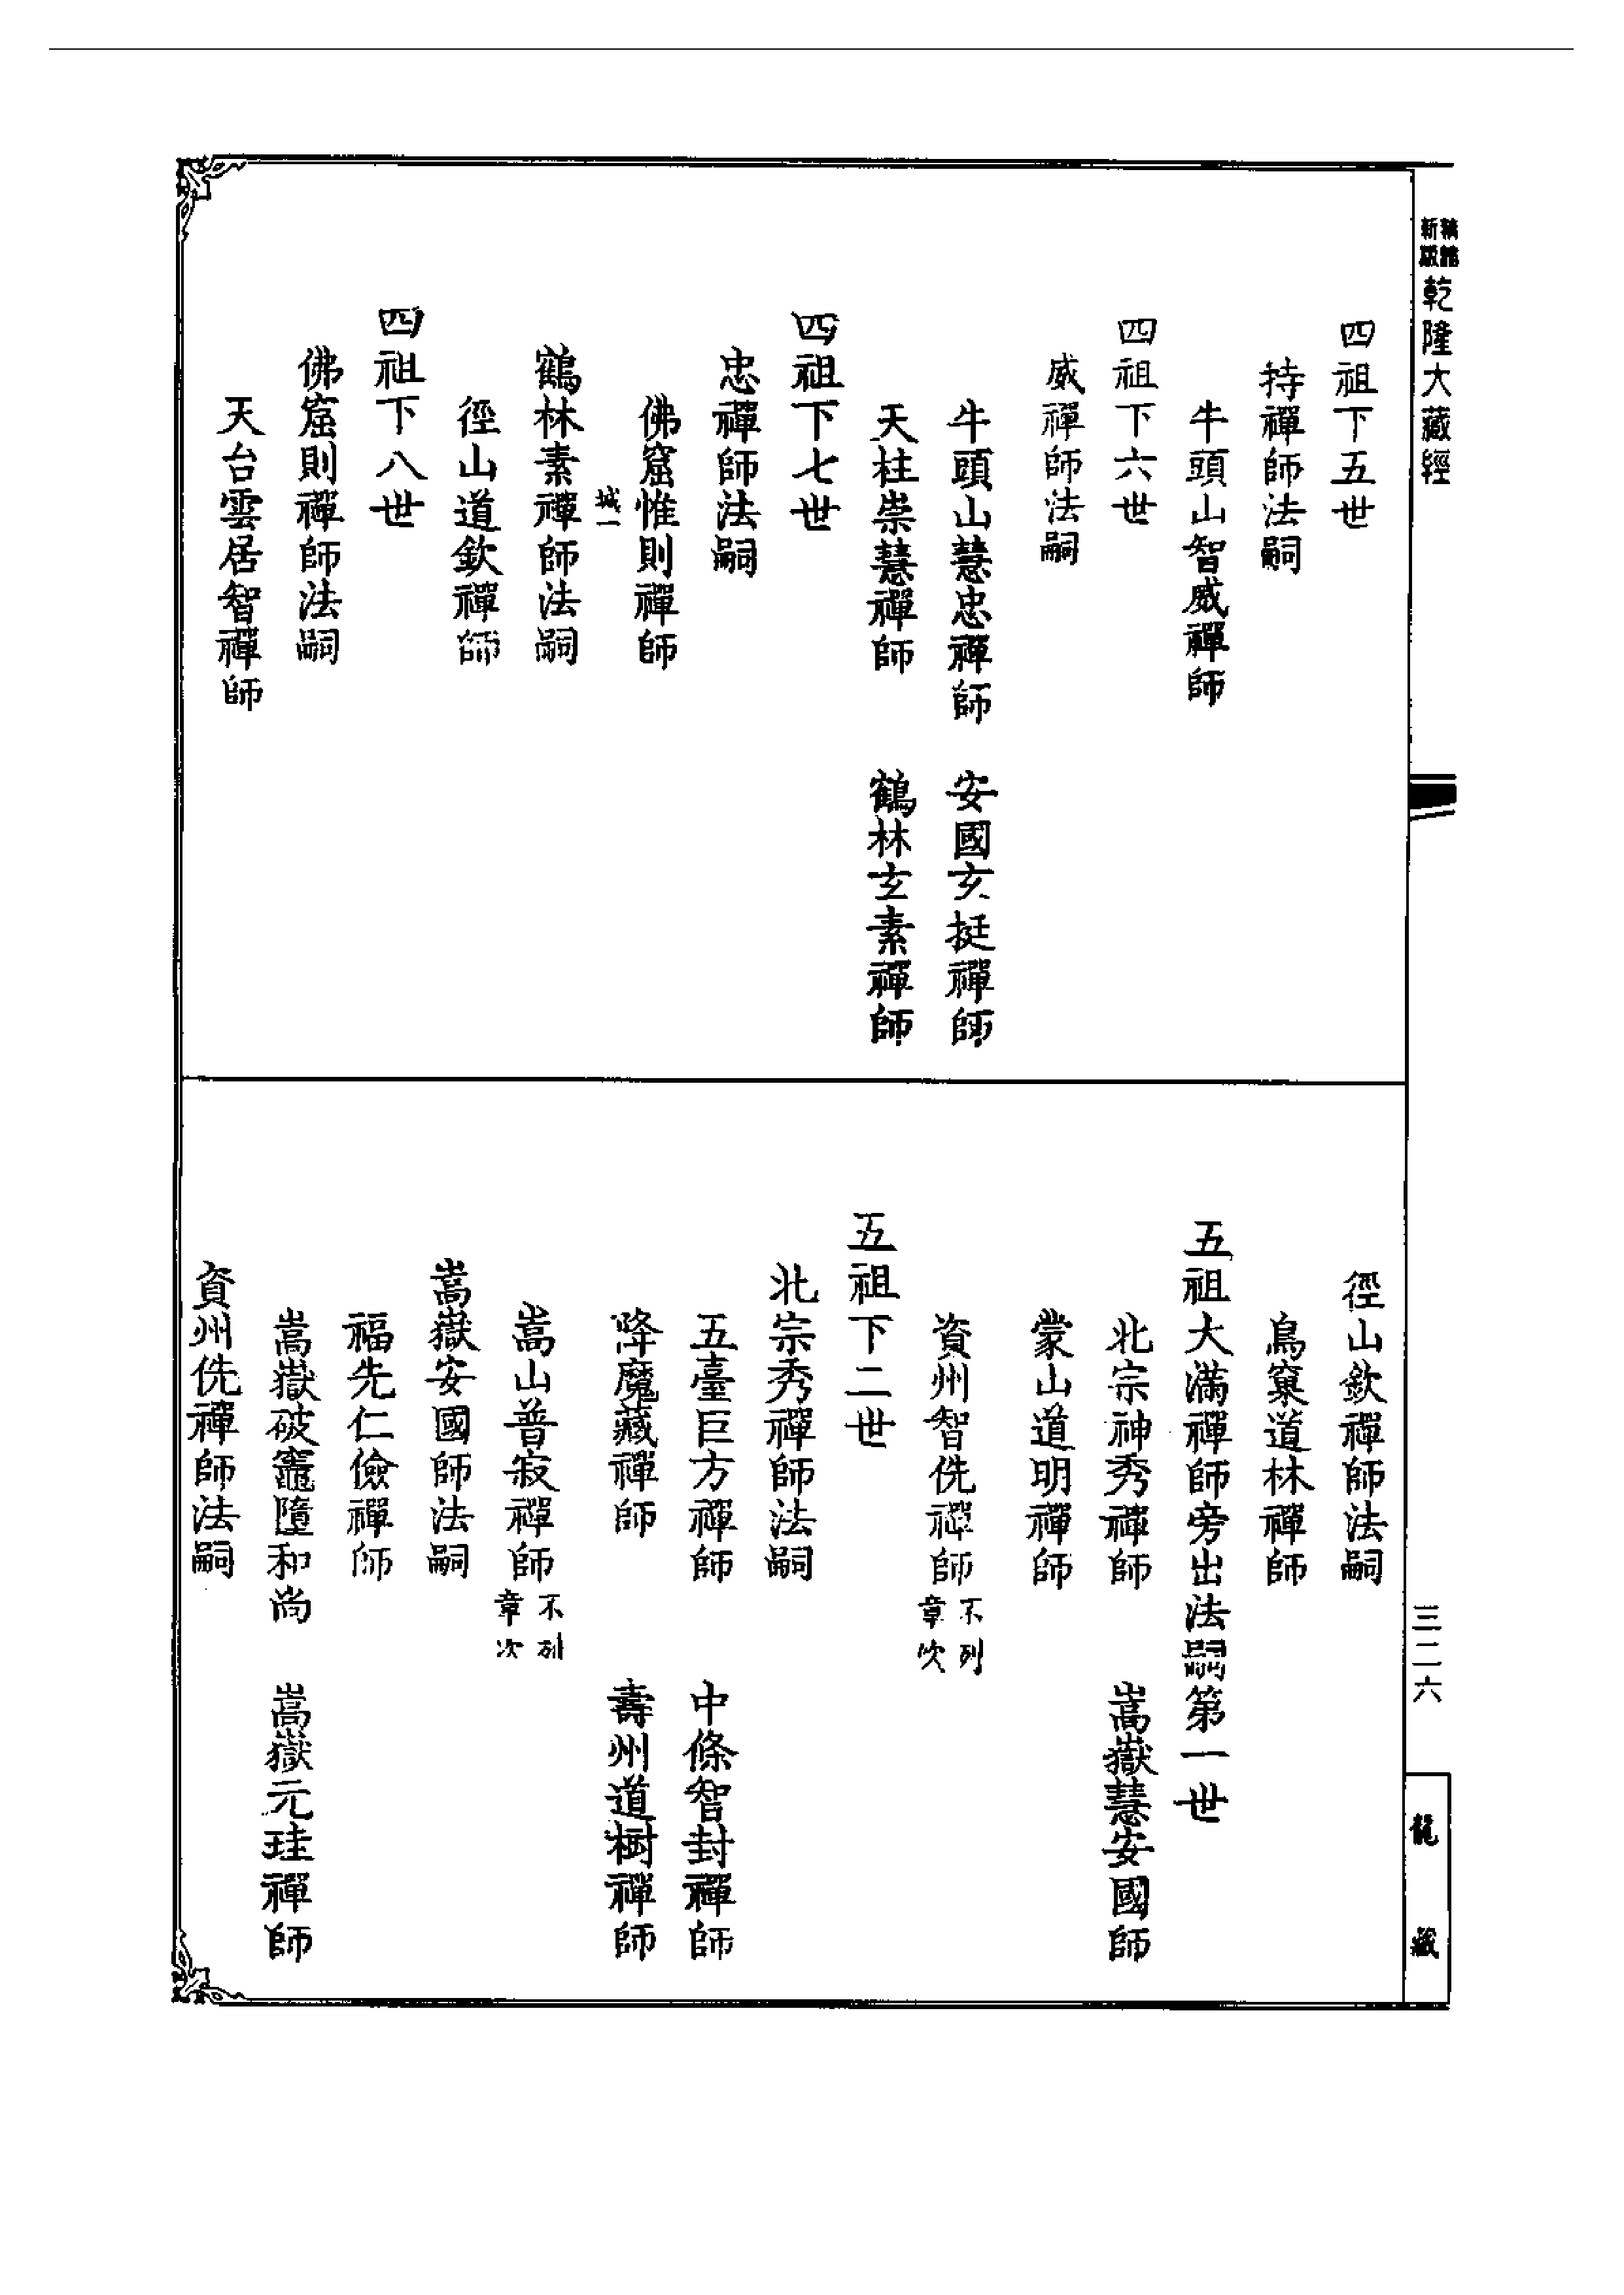 新版
精縮
乾隆大藏經
四祖下五世
持禪師法嗣
牛頭山智威禪師
四祖下六世
威禪師法嗣
牛頭山慧忠禪師 安國玄挺禪師
天柱崇慧禪師 鶴林玄素禪師
四祖下七世
忠禪師法嗣
佛窟惟則禪師
城一
鶴林素禪師法嗣
徑山道欽禪師
四祖下八世
佛窟則禪師法嗣
天台雲居智禪師
徑山欽禪師法嗣
鳥窠道林禪師
五祖大滿禪師旁出法嗣第一世
北宗神秀禪師 嵩嶽慧安國師
蒙山道明禪師
資州智侁禪師 不列章次
五祖下二世
北宗秀禪師法嗣
五臺巨方禪師 中條智封禪師
降魔藏禪師 壽州道樹禪師
嵩山普寂禪師 不列章次
嵩嶽安國師法嗣
福先仁儉禪師
嵩嶽破竈墮和尚 嵩嶽元珪禪師
資州侁禪師法嗣
三二六
龍藏